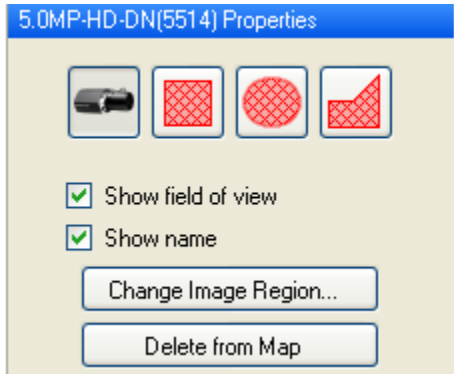 5.0MP-HD-DN(5514) Properties
Show field of view
Show name
Change Image Region...
Delete from Map